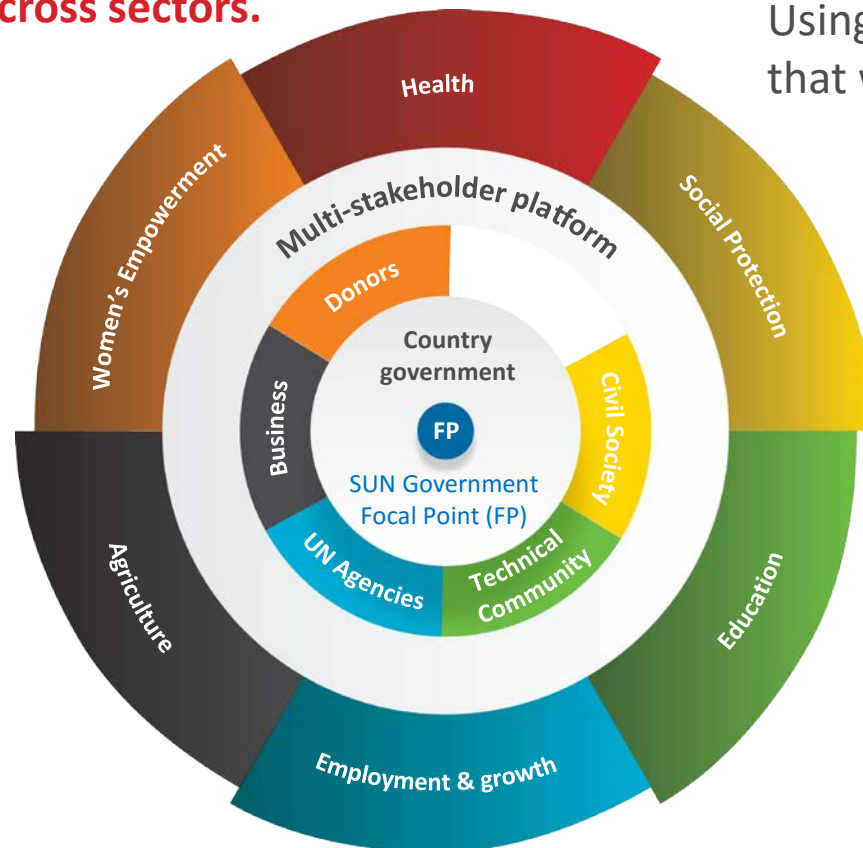 cross sectors.
Using
that
Health
Social Protection
Education
Employment & growth
Agriculture
Women's Empowerment
Multi-stakeholder platform
Donors
Civil Society
Technical
Community
UN Agencies
Business
Country
government
FP
SUN Government
Focal Point (FP)